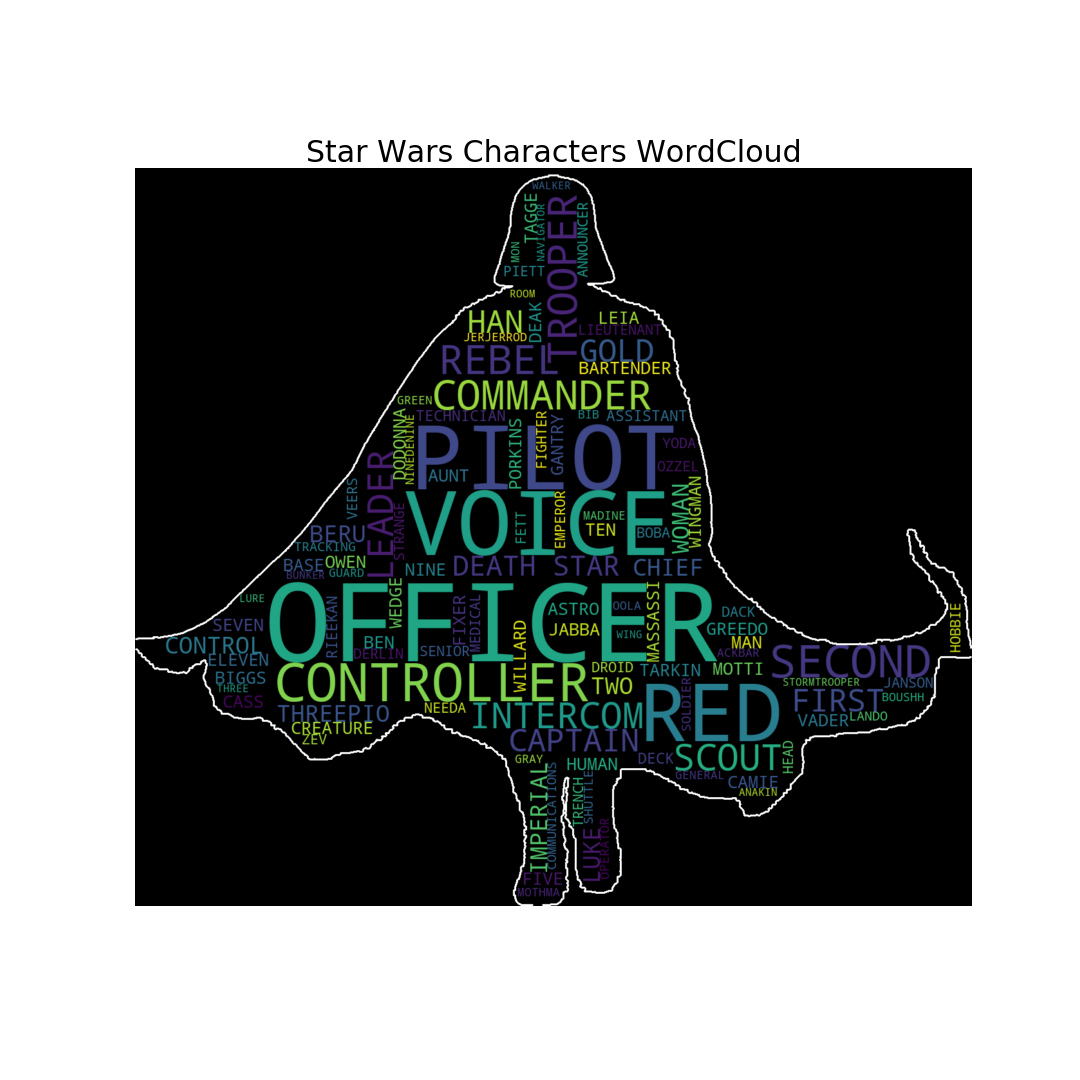 Star Wars Characters WordCloud
WALKER
TAGGE
NAVIGATOR
MON
TROOPER
ANNOUNCER
PIETT
ROOM
DEAK
HAN
LEIA
LIEUTENANT
JERJERROD
REBEL
GOLD
BARTENDER
COMMANDER
GREEN
TECHNICIAN
BIB
ASSISTANT
DODONNA
NINEDENINE
PORKINS
FIGHTER
GANTRY
PILOT
YODA
OZZEL
AUNT
LEADER
VEERS
STRANGE
VOICE
FETT
EMPEROR
MADINE
TEN
BOBA
WOMAN
WINGMAN
BERU
TRACKING
BASE
OWEN
BUNKER
GUARD
NINE
DEATH STAR
CHIEF
LURE
WEDGE
OFFICER
RIEEKAN
FIXER
MEDICAL
ASTRO
OOLA
MASSASSI
DACK
HOBBIE
SEVEN
JABBA
WING
GREEDO
CONTROL
BEN
MAN
ELEVEN
DERLIN
SENIOR
WILLARD
ACKBAR
SECOND
BIGGS
CONTROLLER
DROID
TARKIN
MOTTI
THREE
STORMTROOPER
JANSON
CASS
NEEDA
TWO
SOLDIER
RED
FIRST
BOUSHH
THREEPIO
INTERCOM
VADER
LANDO
CREATURE
ZEV
CAPTAIN
SCOUT
HEAD
GRAY
HUMAN
DECK
GENERAL
CAMIE
ANAKIN
IMPERIAL
COMMUNICATIONS
TRENCH
SHUTTLE
LUKE
OPERATOR
FIVE
MOTHMA